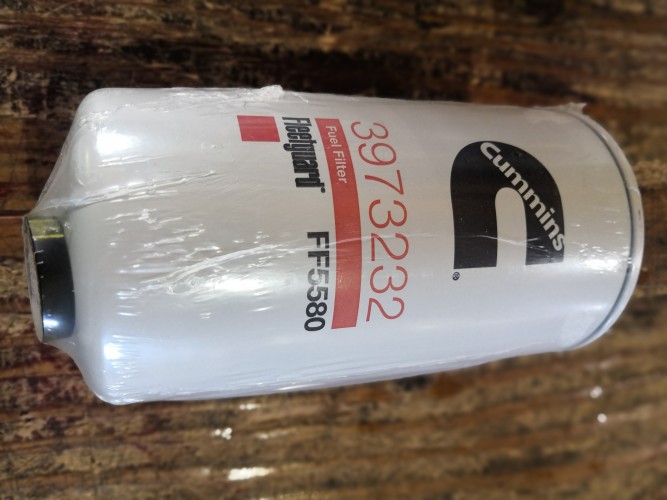 Cummins
®
3973232
Fuel Filter
Fleetguard
FF5580